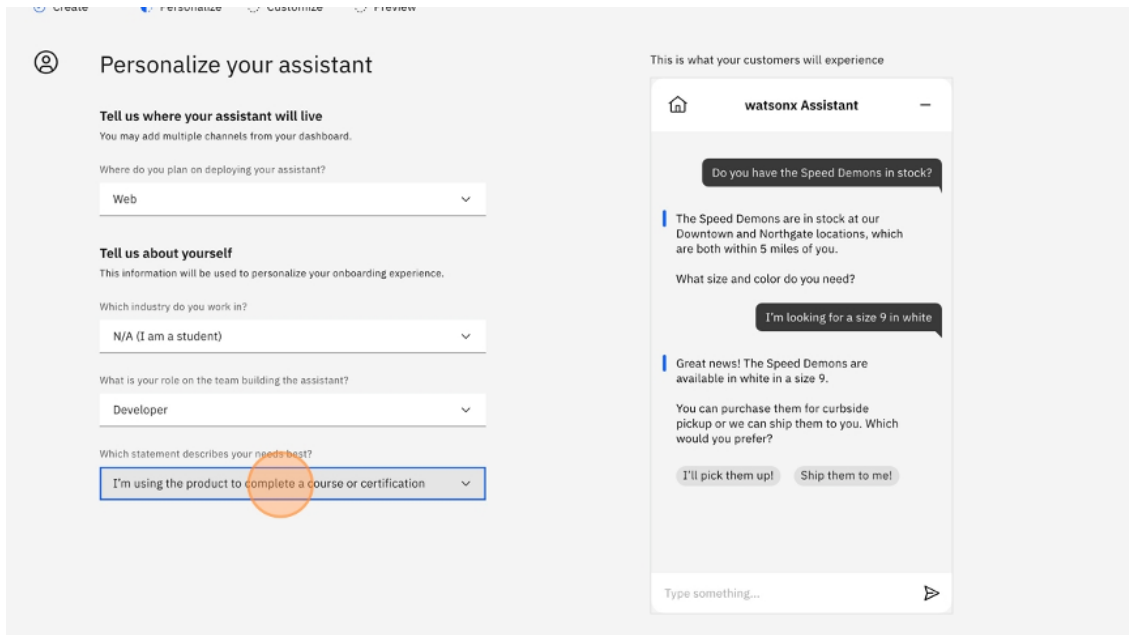 Create Personalize Customize Preview
Personalize your assistant
Tell us where your assistant will live
You may add multiple channels from your dashboard.
Where do you plan on deploying your assistant?
Web
Tell us about yourself
This information will be used to personalize your onboarding experience.
Which industry do you work in?
N/A (I am a student)
What is your role on the team building the assistant?
Developer
Which statement describes your needs best?
I'm using the product to complete a course or certification
This is what your customers will experience
watsonx Assistant
Do you have the Speed Demons in stock?
The Speed Demons are in stock at our
Downtown and Northgate locations, which
are both within 5 miles of you.
What size and color do you need?
I'm looking for a size 9 in white
Great news! The Speed Demons are
available in white in a size 9.
You can purchase them for curbside
pickup or we can ship them to you. Which
would you prefer?
I'll pick them up! Ship them to me!
Type something...